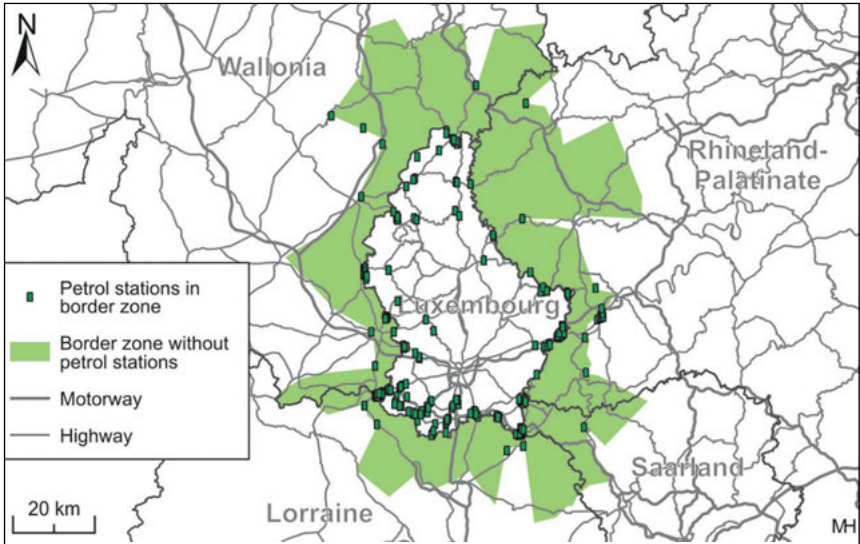 N
Wallonia
Rhineland-
Palatinate
Luxembourg
Petrol stations in
border zone
Border zone without
petrol stations
Motorway
Highway
20 km
Lorraine
Saarland
MH